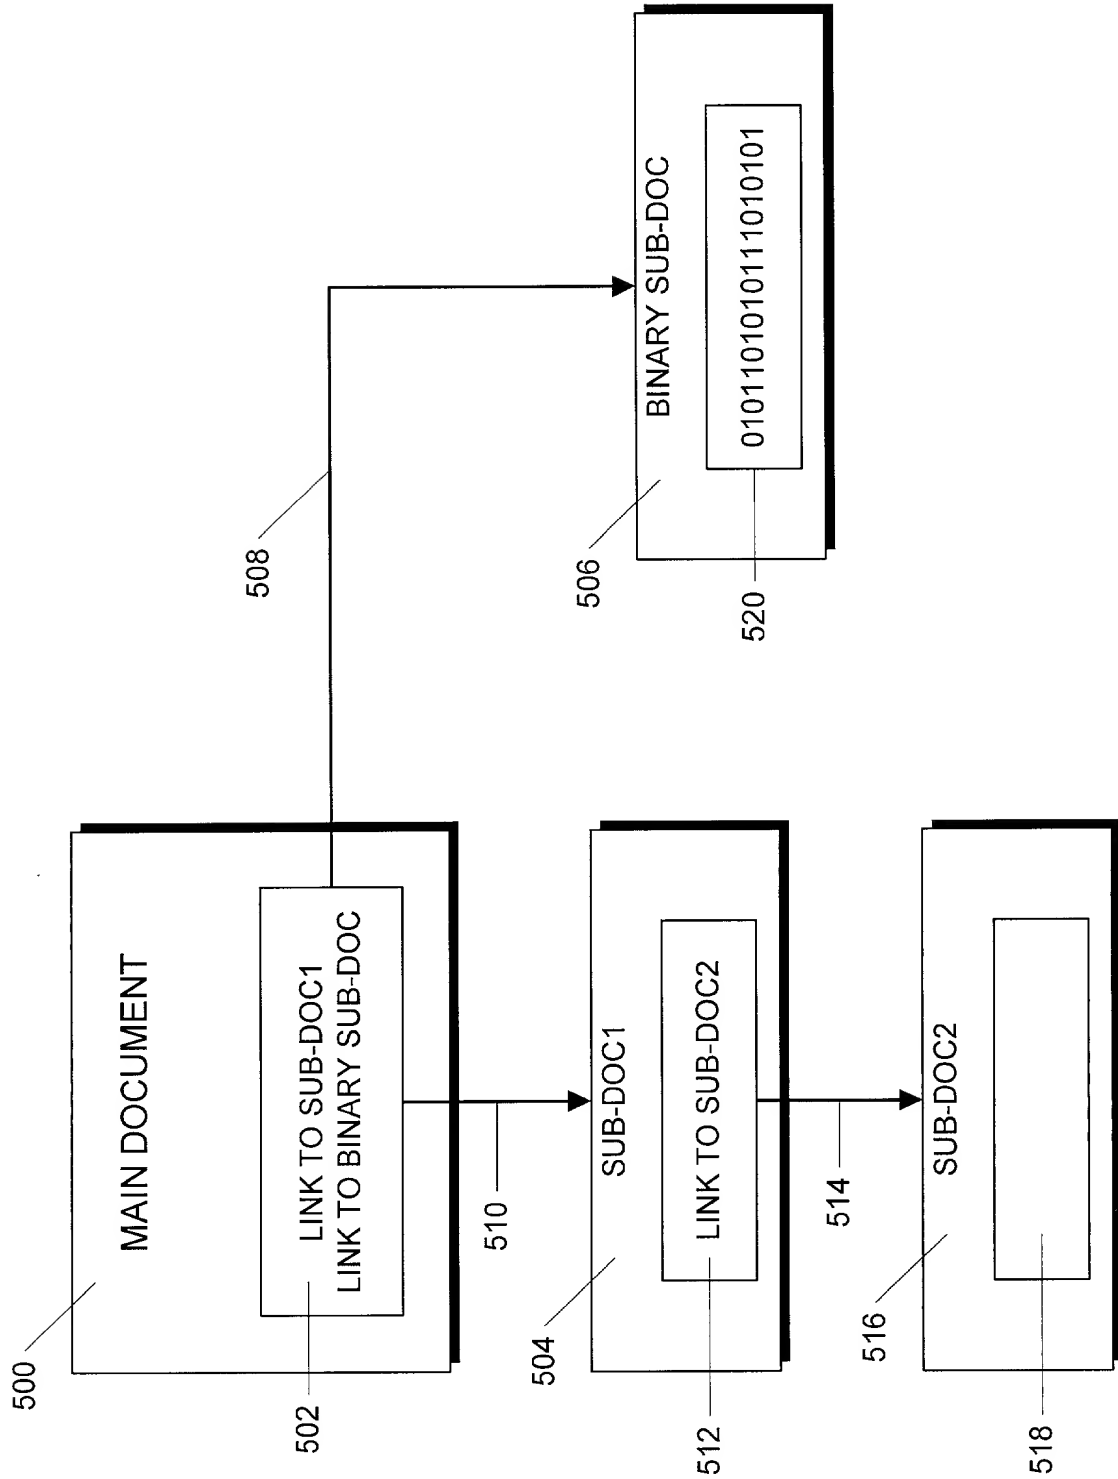 500
MAIN DOCUMENT
508
502
LINK TO SUB-DOC1
LINK TO BINARY SUB-DOC
510
504
SUB-DOC1
506
BINARY SUB-DOC
512
LINK TO SUB-DOC2
520
0101101010111010101
514
516
SUB-DOC2
518